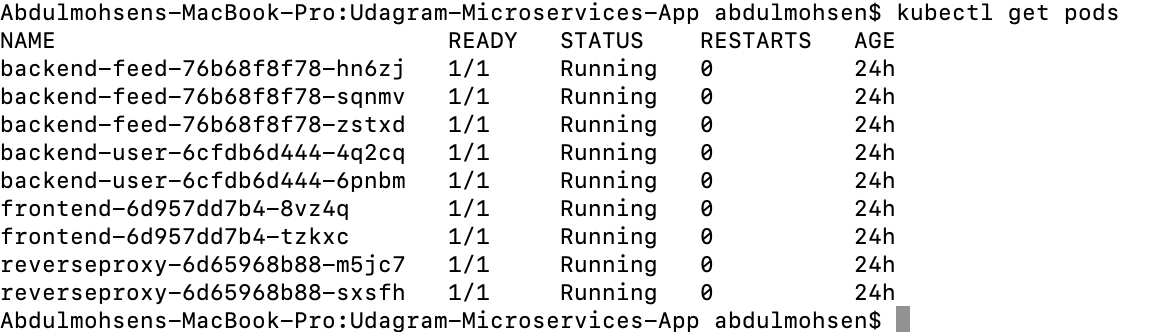 Abdulmohsens-MacBook-Pro:Udagram-Microservices-App abdulmohsen$ kubectl get pods
NAME READY STATUS RESTARTS AGE
backend-feed-76b68f8f78-hn6zj 1/1 Running 0 24h
backend-feed-76b68f8f78-sqnmv 1/1 Running 0 24h
backend-feed-76b68f8f78-zstxd 1/1 Running 0 24h
backend-user-6cfdb6d444-4q2cq 1/1 Running 0 24h
backend-user-6cfdb6d444-6pnbm 1/1 Running 0 24h
frontend-6d957dd7b4-8vz4q 1/1 Running 0 24h
frontend-6d957dd7b4-tzkxc 1/1 Running 0 24h
reverseproxy-6d65968b88-m5jc7 1/1 Running 0 24h
reverseproxy-6d65968b88-sxsfh 1/1 Running 0 24h
Abdulmohsens-MacBook-Pro:Udagram-Microservices-App abdulmohsen$